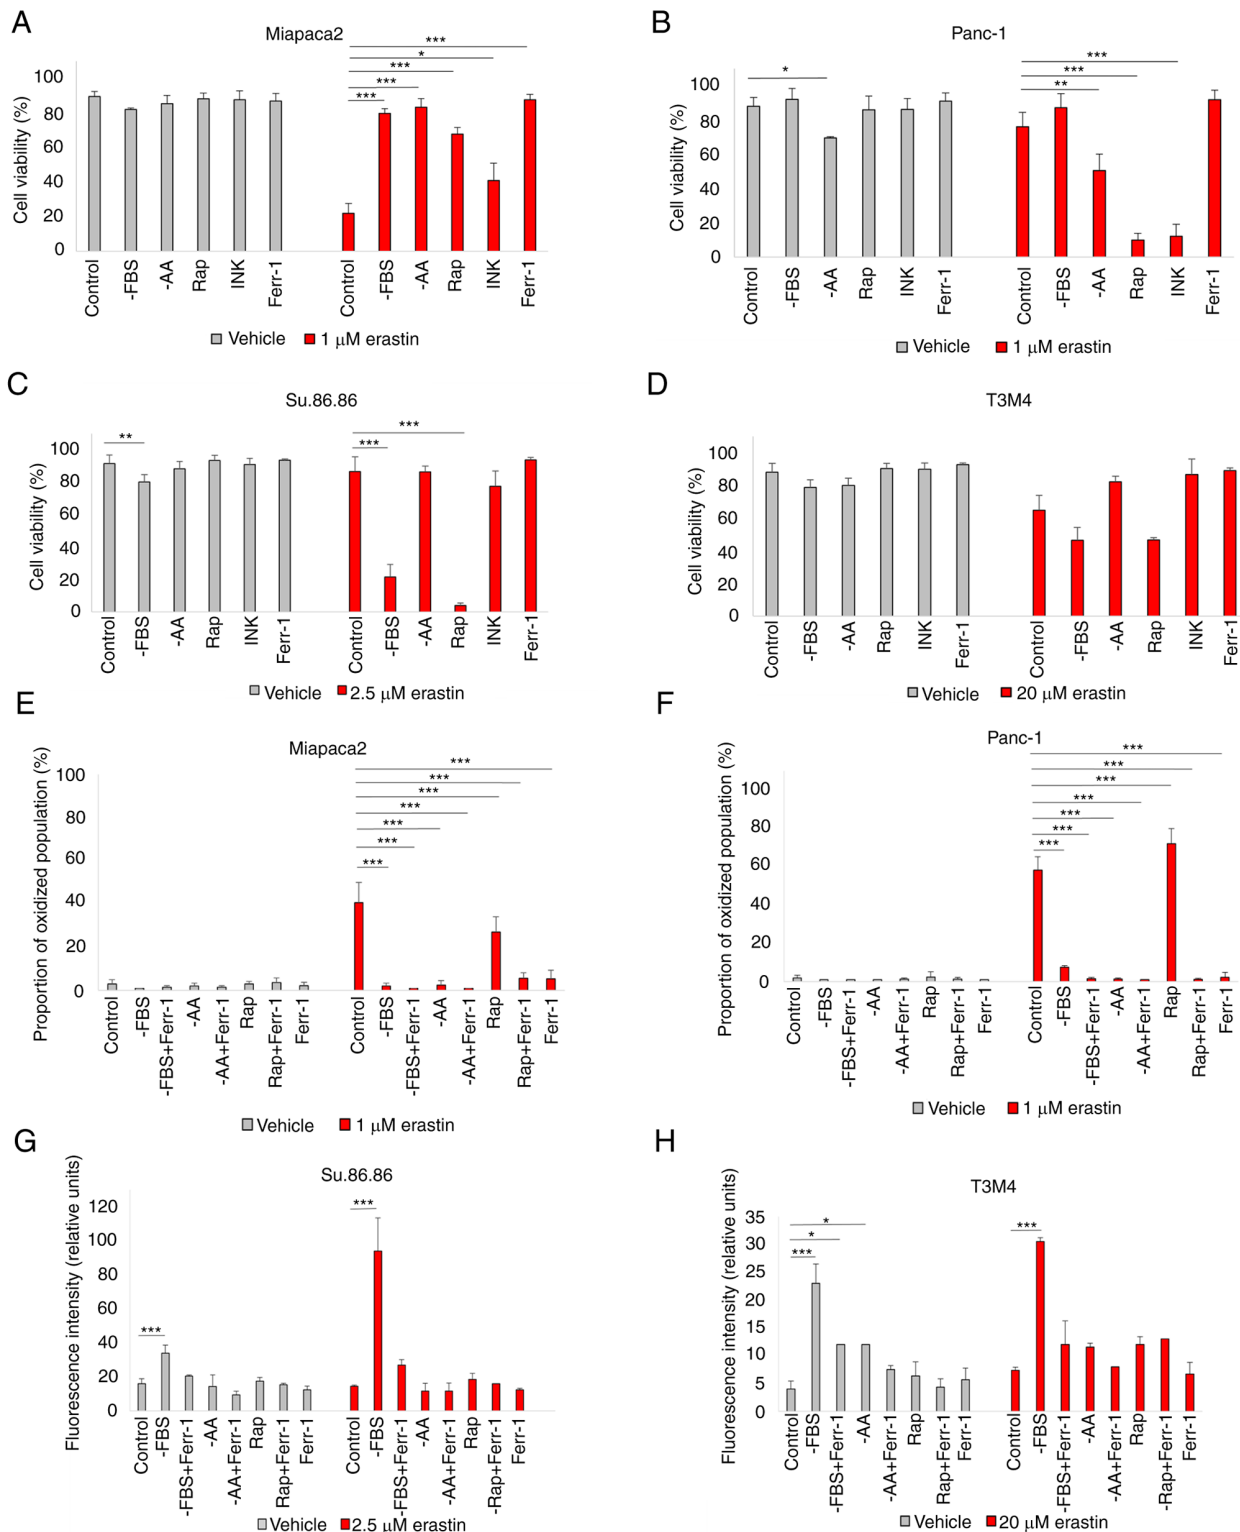 A
Miapaca2
***
*
***
***
***
Cell viability (%)
100
80
60
40
20
0
Control
-FBS
-AA
Rap
INK
Ferr-1
Control
-FBS
-AA
Rap
INK
Ferr-1
Vehicle 1 µM erastin
B
Panc-1
*
***
***
**
Cell viability (%)
100
80
60
40
20
0
Control
-FBS
-AA
Rap
INK
Ferr-1
Control
-FBS
-AA
Rap
INK
Ferr-1
Vehicle 1 µM erastin
C
Su.86.86
**
***
***
Cell viability (%)
100
80
60
40
20
0
Control
-FBS
-AA
Rap
INK
Ferr-1
Control
-FBS
-AA
Rap
INK
Ferr-1
Vehicle 2.5 µM erastin
D
T3M4
Cell viability (%)
100
80
60
40
20
0
Control
-FBS
-AA
Rap
INK
Ferr-1
Control
-FBS
-AA
Rap
INK
Ferr-1
Vehicle 20 µM erastin
E
Miapaca2
***
***
***
***
***
***
***
Proportion of oxidized population (%)
100
80
60
40
20
0
Control
-FBS
-FBS+Ferr-1
-AA
-AA+Ferr-1
Rap
Rap+Ferr-1
Ferr-1
Control
-FBS
-FBS+Ferr-1
-AA
-AA+Ferr-1
Rap
Rap+Ferr-1
Ferr-1
Vehicle 1 µM erastin
F
Panc-1
***
***
***
***
***
***
***
Proportion of oxidized population (%)
100
80
60
40
20
0
Control
-FBS
-FBS+Ferr-1
-AA
-AA+Ferr-1
Rap
Rap+Ferr-1
Ferr-1
Control
-FBS
-FBS+Ferr-1
-AA
-AA+Ferr-1
Rap
Rap+Ferr-1
Ferr-1
Vehicle 1 µM erastin
G
Su.86.86
***
***
Fluorescence intensity (relative units)
120
100
80
60
40
20
0
Control
-FBS
-FBS+Ferr-1
-AA
-AA+Ferr-1
Rap
Rap+Ferr-1
Ferr-1
Control
-FBS
-FBS+Ferr-1
-AA
-AA+Ferr-1
Rap
-Rap+Ferr-1
Ferr-1
Vehicle 2.5 µM erastin
H
T3M4
*
*
***
***
Fluorescence intensity (relative units)
35
30
25
20
15
10
5
0
Control
-FBS
-FBS+Ferr-1
-AA
-AA+Ferr-1
Rap
Rap+Ferr-1
Ferr-1
Control
-FBS
-FBS+Ferr-1
-AA
-AA+Ferr-1
Rap
-Rap+Ferr-1
Ferr-1
Vehicle 20 µM erastin